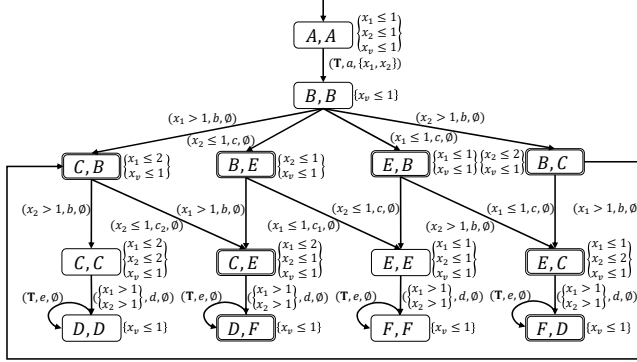 A, A
{x₁ ≤ 1
x₂ ≤ 1
xᵥ ≤ 1}
(T, a, {x₁, x₂})
B, B {xᵥ ≤ 1}
(x₁ > 1, b, ∅)
(x₂ ≤ 1, c, ∅)
(x₁ ≤ 1, c, ∅)
(x₂ > 1, b, ∅)
C, B {x₁ ≤ 2
xᵥ ≤ 1}
B, E {x₂ ≤ 1
xᵥ ≤ 1}
E, B {x₁ ≤ 1
xᵥ ≤ 1}
{x₂ ≤ 2
xᵥ ≤ 1} B, C
(x₂ > 1, b, ∅)
(x₂ ≤ 1, c₂, ∅)
(x₁ > 1, b, ∅)
(x₁ ≤ 1, c₁, ∅)
(x₂ ≤ 1, c, ∅)
(x₂ > 1, b, ∅)
(x₁ ≤ 1, c, ∅)
(x₁ > 1, b, ∅)
C, C {x₁ ≤ 2
x₂ ≤ 2
xᵥ ≤ 1}
C, E {x₁ ≤ 2
x₂ ≤ 1
xᵥ ≤ 1}
E, E {x₁ ≤ 1
x₂ ≤ 1
xᵥ ≤ 1}
E, C {x₁ ≤ 1
x₂ ≤ 2
xᵥ ≤ 1}
(T, e, ∅)
({x₁ > 1
x₂ > 1}, d, ∅)
(T, e, ∅)
({x₁ > 1
x₂ > 1}, d, ∅)
(T, e, ∅)
({x₁ > 1
x₂ > 1}, d, ∅)
(T, e, ∅)
({x₁ > 1
x₂ > 1}, d, ∅)
D, D {xᵥ ≤ 1}
D, F {xᵥ ≤ 1}
F, F {xᵥ ≤ 1}
F, D {xᵥ ≤ 1}